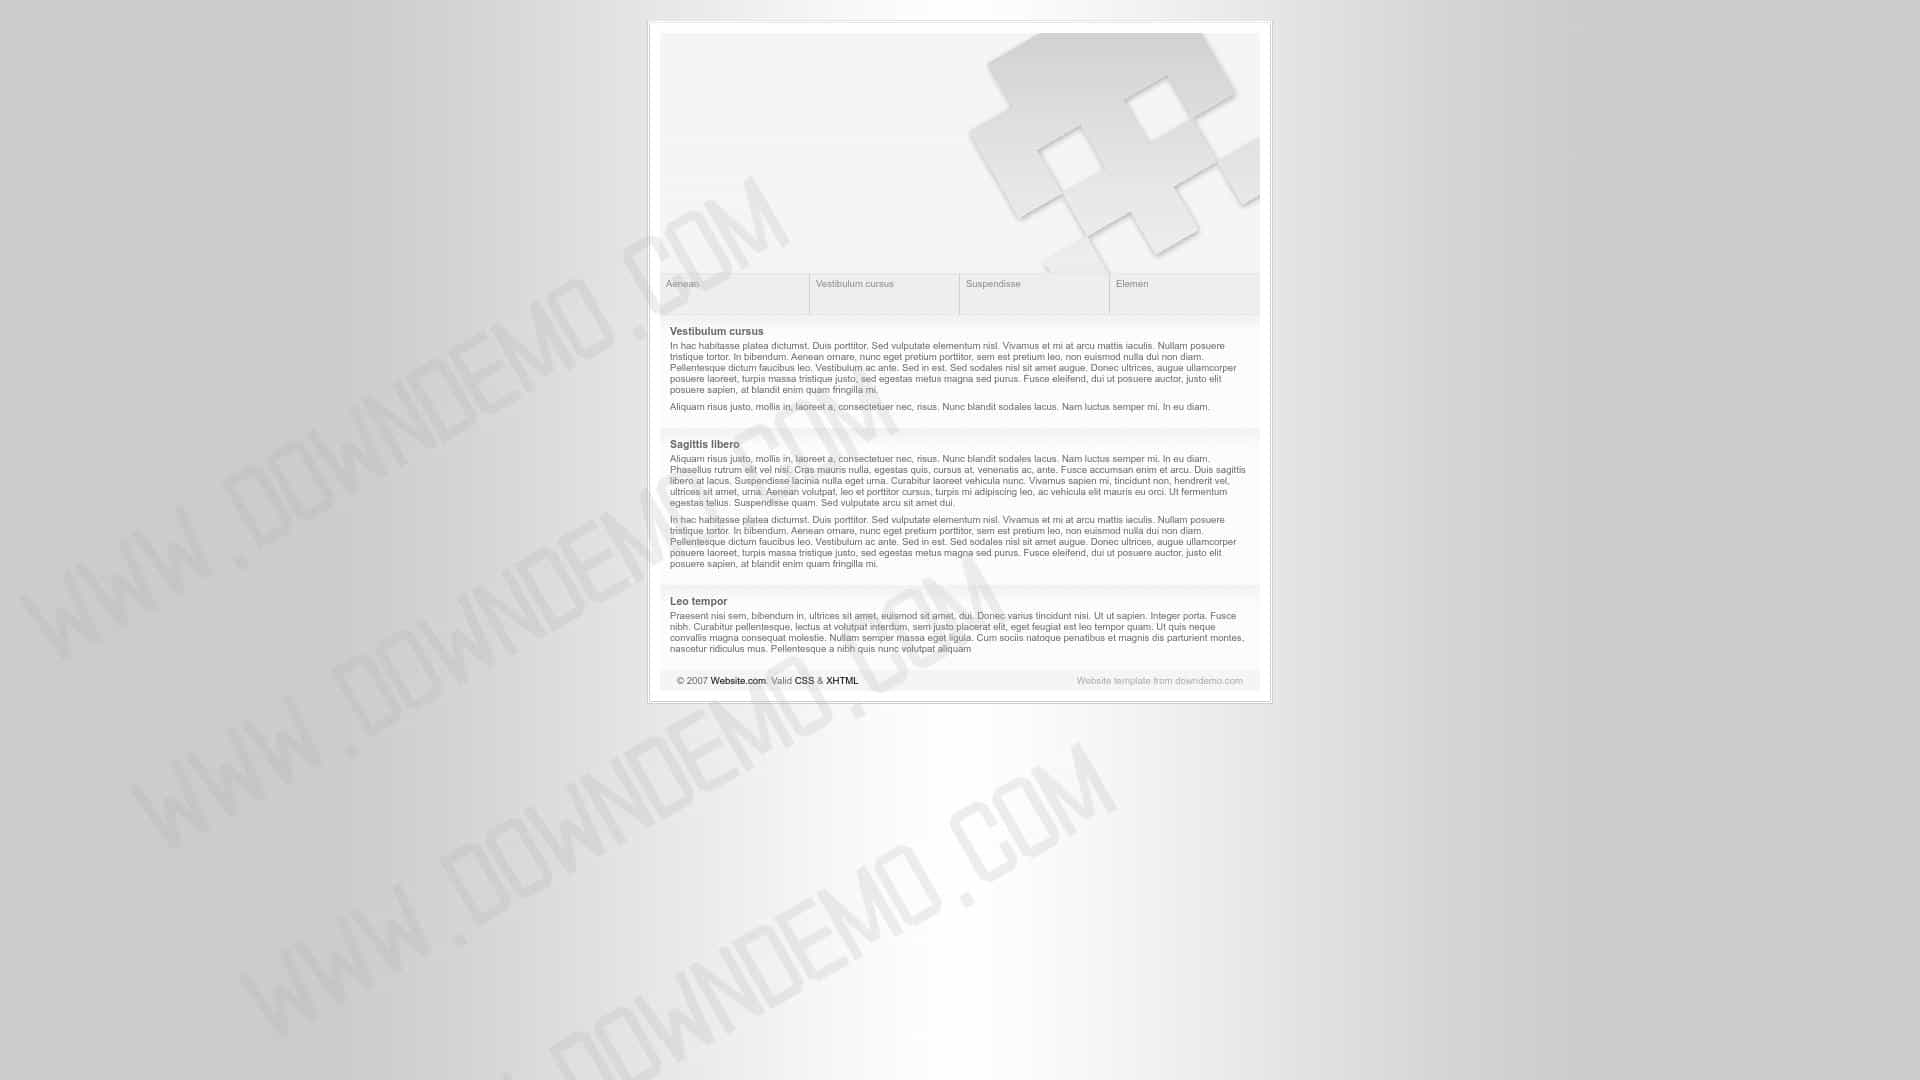 Aenean
Vestibulum cursus
Suspendisse
Elemen
Vestibulum cursus
In hac habitasse platea dictumst. Duis porttitor. Sed vulputate elementum nisl. Vivamus et mi at arcu mattis iaculis. Nullam posuere
tristique tortor. In bibendum. Aenean ornare, nunc eget pretium porttitor, sem est pretium leo, non euismod nulla dui non diam.
Pellentesque dictum faucibus leo. Vestibulum ac ante. Sed in est. Sed sodales nisl sit amet augue. Donec ultrices, augue ullamcorper
posuere laoreet, turpis massa tristique justo, sed egestas metus magna sed purus. Fusce eleifend, dui ut posuere auctor, justo elit
posuere sapien, at blandit enim quam fringilla mi.
Aliquam risus justo, mollis in, laoreet a, consectetuer nec, risus. Nunc blandit sodales lacus. Nam luctus semper mi. In eu diam.
Sagittis libero
Aliquam risus justo, mollis in, laoreet a, consectetuer nec, risus. Nunc blandit sodales lacus. Nam luctus semper mi. In eu diam.
Phasellus rutrum elit vel nisi. Cras mauris nulla, egestas quis, cursus at, venenatis ac, ante. Fusce accumsan enim et arcu. Duis sagittis
libero at lacus. Suspendisse lacinia nulla eget urna. Curabitur laoreet vehicula nunc. Vivamus sapien mi, tincidunt non, hendrerit vel,
ultrices sit amet, urna. Aenean volutpat, leo et porttitor cursus, turpis mi adipiscing leo, ac vehicula elit mauris eu orci. Ut fermentum
egestas tellus. Suspendisse quam. Sed vulputate arcu sit amet dui.
In hac habitasse platea dictumst. Duis porttitor. Sed vulputate elementum nisl. Vivamus et mi at arcu mattis iaculis. Nullam posuere
tristique tortor. In bibendum. Aenean ornare, nunc eget pretium porttitor, sem est pretium leo, non euismod nulla dui non diam.
Pellentesque dictum faucibus leo. Vestibulum ac ante. Sed in est. Sed sodales nisl sit amet augue. Donec ultrices, augue ullamcorper
posuere laoreet, turpis massa tristique justo, sed egestas metus magna sed purus. Fusce eleifend, dui ut posuere auctor, justo elit
posuere sapien, at blandit enim quam fringilla mi.
Leo tempor
Praesent nisi sem, bibendum in, ultrices sit amet, euismod sit amet, dui. Donec varius tincidunt nisi. Ut ut sapien. Integer porta. Fusce
nibh. Curabitur pellentesque, lectus at volutpat interdum, sem justo placerat elit, eget feugiat est leo tempor quam. Ut quis neque
convallis magna consequat molestie. Nullam semper massa eget ligula. Cum sociis natoque penatibus et magnis dis parturient montes,
nascetur ridiculus mus. Pellentesque a nibh quis nunc volutpat aliquam
© 2007 Website.com. Valid CSS & XHTML
Website template from downdemo.com
WWW.DOWNDEMO.COM
WWW.DOWNDEMO.COM
WWW.DOWNDEMO.COM
.DOWNDEMO.COM